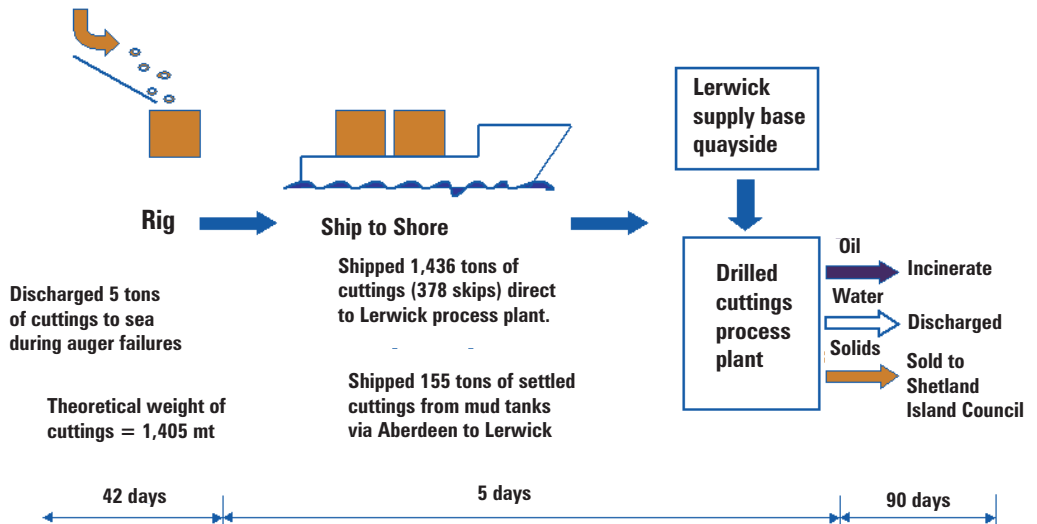 Lerwick
supply base
quayside
Rig
Ship to Shore
Discharged 5 tons
of cuttings to sea
during auger failures
Theoretical weight of
cuttings = 1,405 mt
Shipped 1,436 tons of
cuttings (378 skips) direct
to Lerwick process plant.
Shipped 155 tons of settled
cuttings from mud tanks
via Aberdeen to Lerwick
Drilled
cuttings
process
plant
Oil
Incinerate
Water
Discharged
Solids
Sold to
Shetland
Island Council
42 days
5 days
90 days